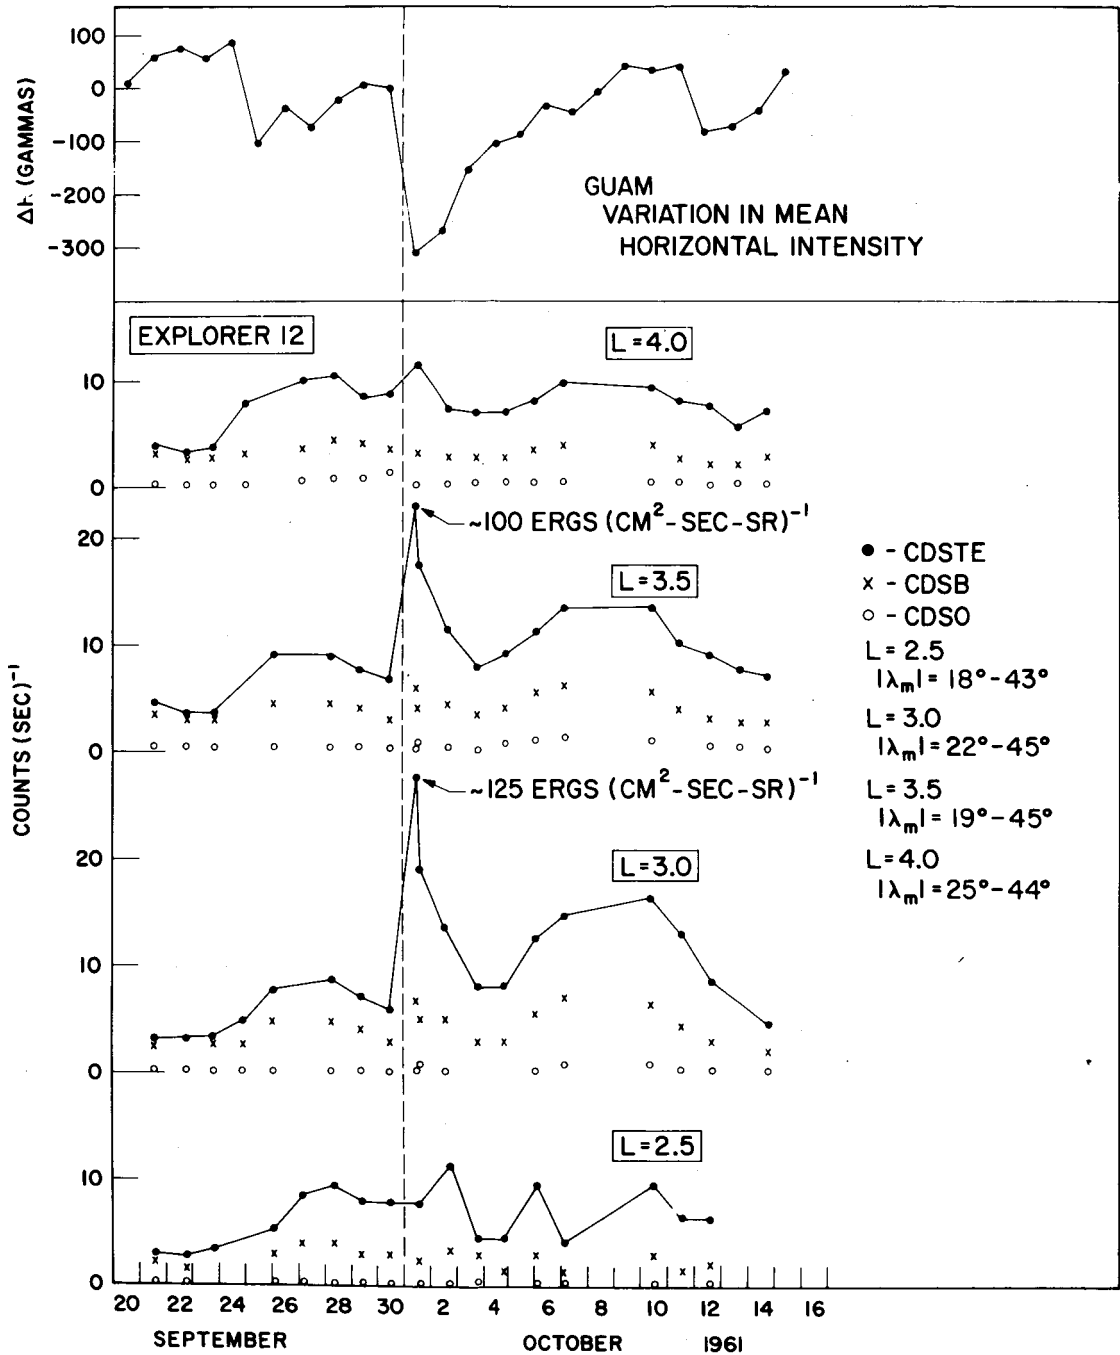 100
0
-100
-200
-300
ΔH (GAMMAS)
GUAM
VARIATION IN MEAN
HORIZONTAL INTENSITY
EXPLORER 12
L=4.0
10
0
~100 ERGS (CM²-SEC-SR)⁻¹
20
L=3.5
10
0
~125 ERGS (CM²-SEC-SR)⁻¹
20
L=3.0
10
0
L=2.5
10
0
COUNTS (SEC)⁻¹
● - CDSTE
x - CDSB
○ - CDSO
L=2.5
|λm| = 18°-43°
L=3.0
|λm| = 22°-45°
L=3.5
|λm| = 19°-45°
L=4.0
|λm| = 25°-44°
20 22 24 26 28 30 2 4 6 8 10 12 14 16
SEPTEMBER OCTOBER 1961